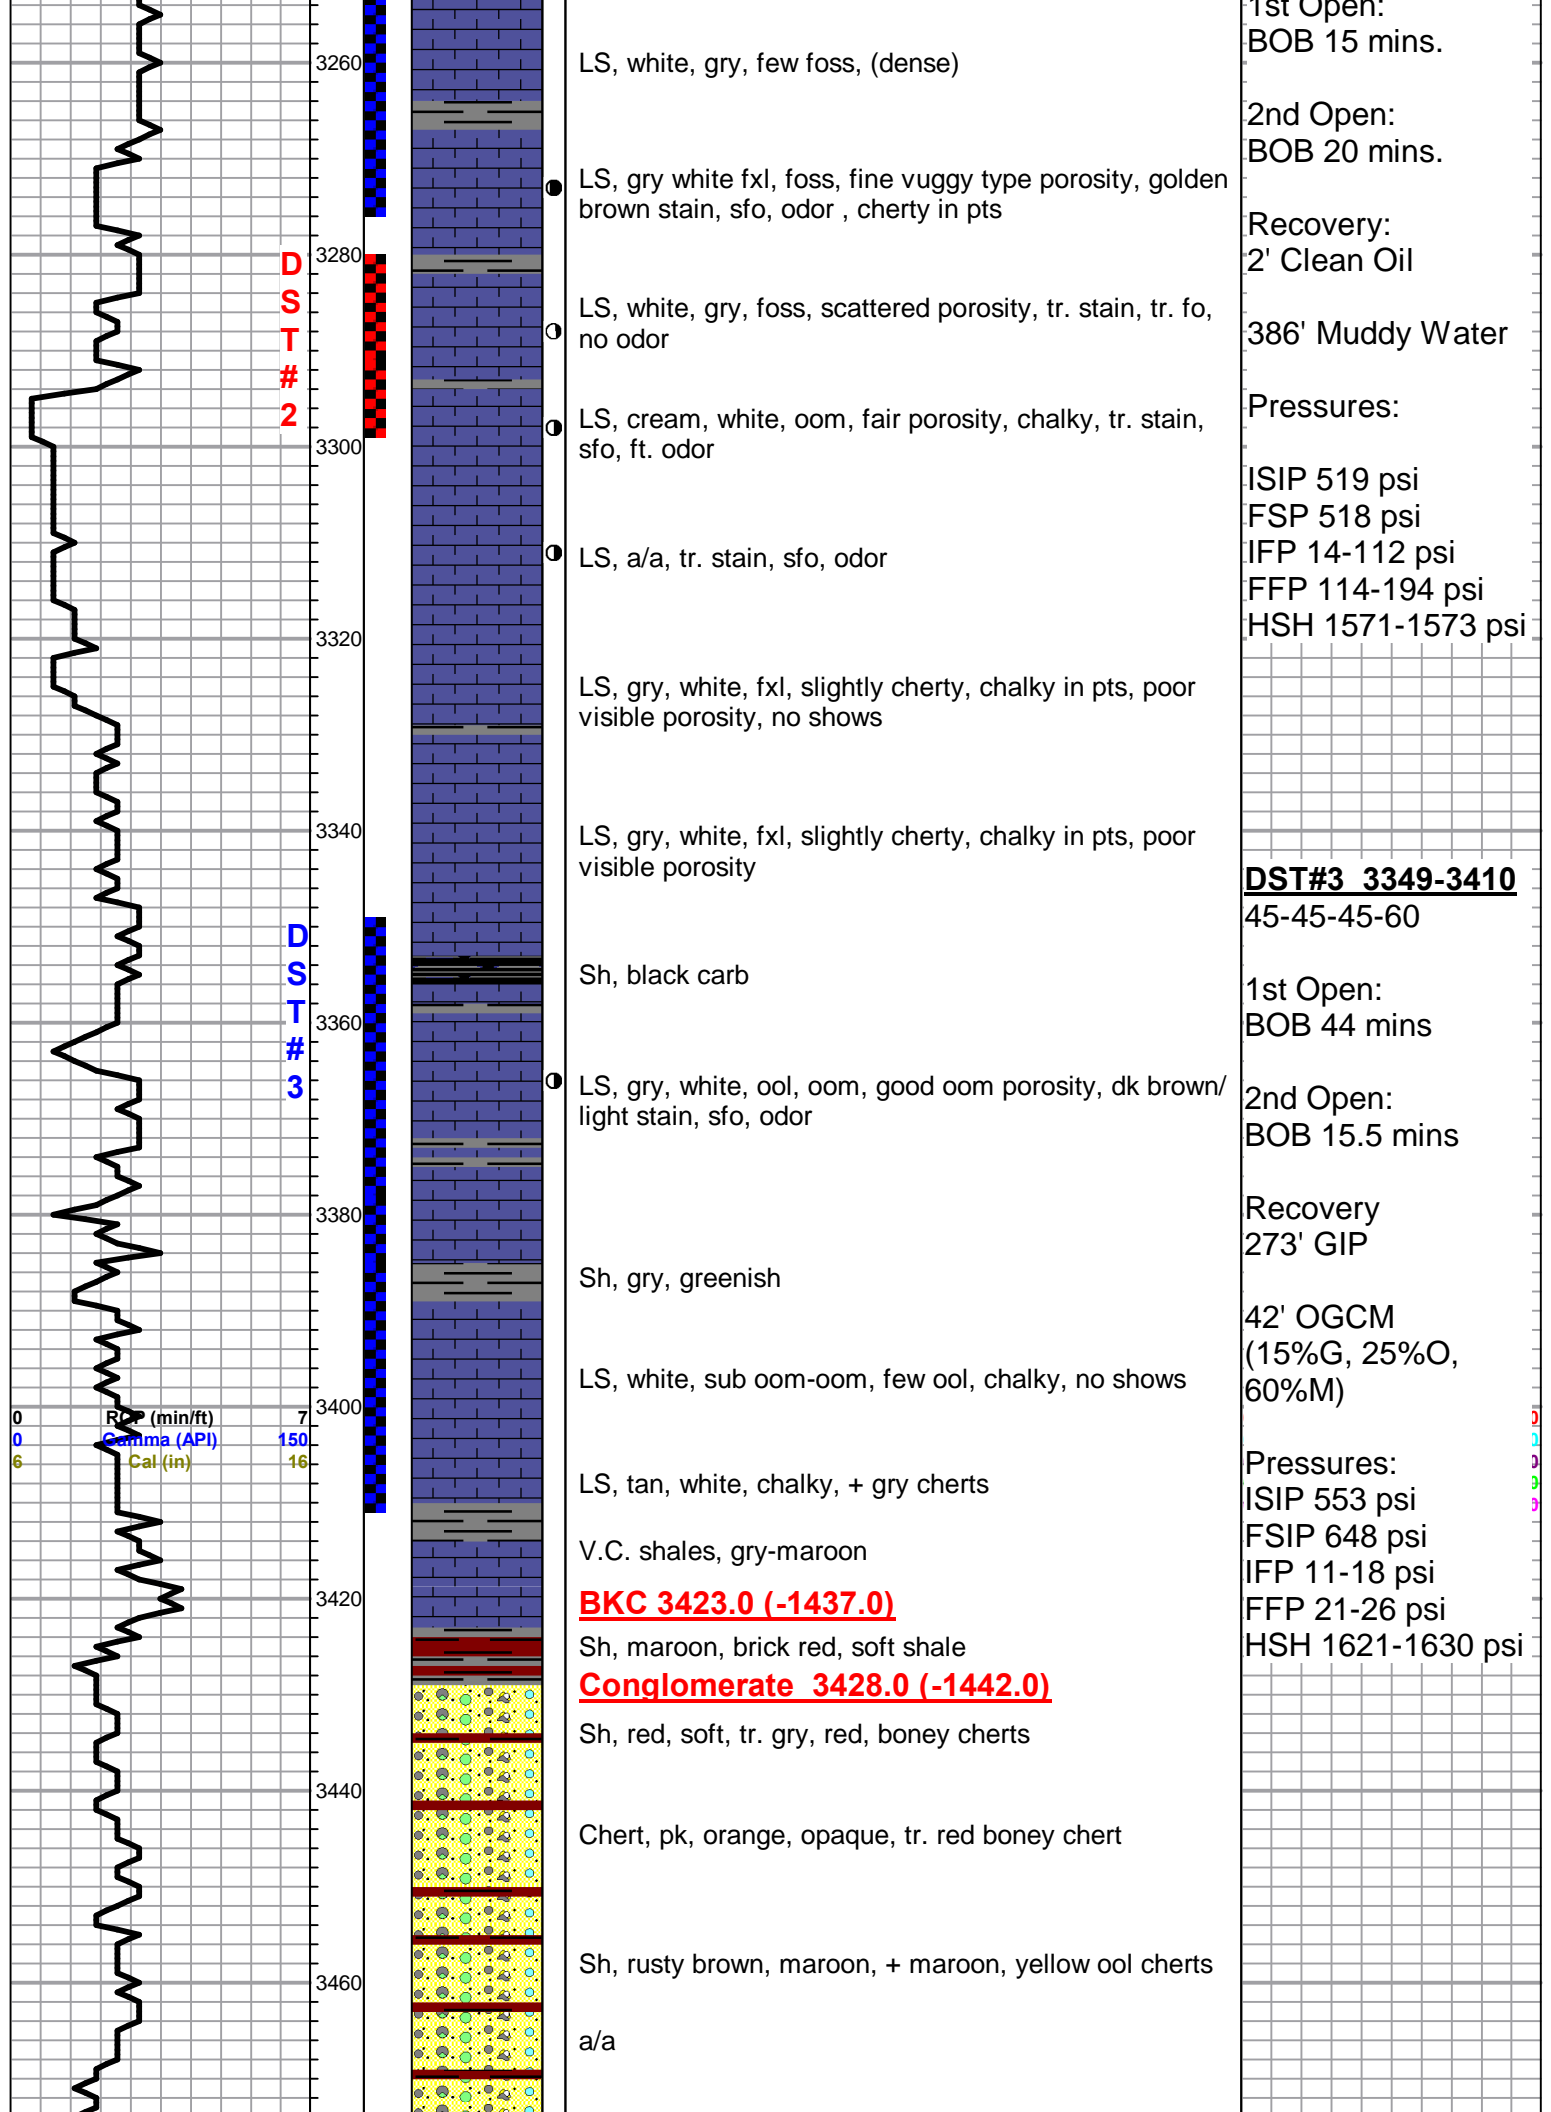 3260
3280
3300
3320
3340
3360
3380
3400
3420
3440
3460
D
S
T
#
2
D
S
T
#
3
0 ROP (min/ft) 7
0 Gamma (API) 150
6 Cal (in) 16
LS, white, gry, few foss, (dense)
LS, gry white fxl, foss, fine vuggy type porosity, golden
brown stain, sfo, odor , cherty in pts
LS, white, gry, foss, scattered porosity, tr. stain, tr. fo,
no odor
LS, cream, white, oom, fair porosity, chalky, tr. stain,
sfo, ft. odor
LS, a/a, tr. stain, sfo, odor
LS, gry, white, fxl, slightly cherty, chalky in pts, poor
visible porosity, no shows
LS, gry, white, fxl, slightly cherty, chalky in pts, poor
visible porosity
Sh, black carb
LS, gry, white, ool, oom, good oom porosity, dk brown/
light stain, sfo, odor
Sh, gry, greenish
LS, white, sub oom-oom, few ool, chalky, no shows
LS, tan, white, chalky, + gry cherts
V.C. shales, gry-maroon
BKC 3423.0 (-1437.0)
Sh, maroon, brick red, soft shale
Conglomerate 3428.0 (-1442.0)
Sh, red, soft, tr. gry, red, boney cherts
Chert, pk, orange, opaque, tr. red boney chert
Sh, rusty brown, maroon, + maroon, yellow ool cherts
a/a
1st Open:
BOB 15 mins.
2nd Open:
BOB 20 mins.
Recovery:
2' Clean Oil
386' Muddy Water
Pressures:
ISIP 519 psi
FSP 518 psi
IFP 14-112 psi
FFP 114-194 psi
HSH 1571-1573 psi
DST#3 3349-3410
45-45-45-60
1st Open:
BOB 44 mins
2nd Open:
BOB 15.5 mins
Recovery
273' GIP
42' OGCM
(15%G, 25%O,
60%M)
Pressures:
ISIP 553 psi
FSIP 648 psi
IFP 11-18 psi
FFP 21-26 psi
HSH 1621-1630 psi